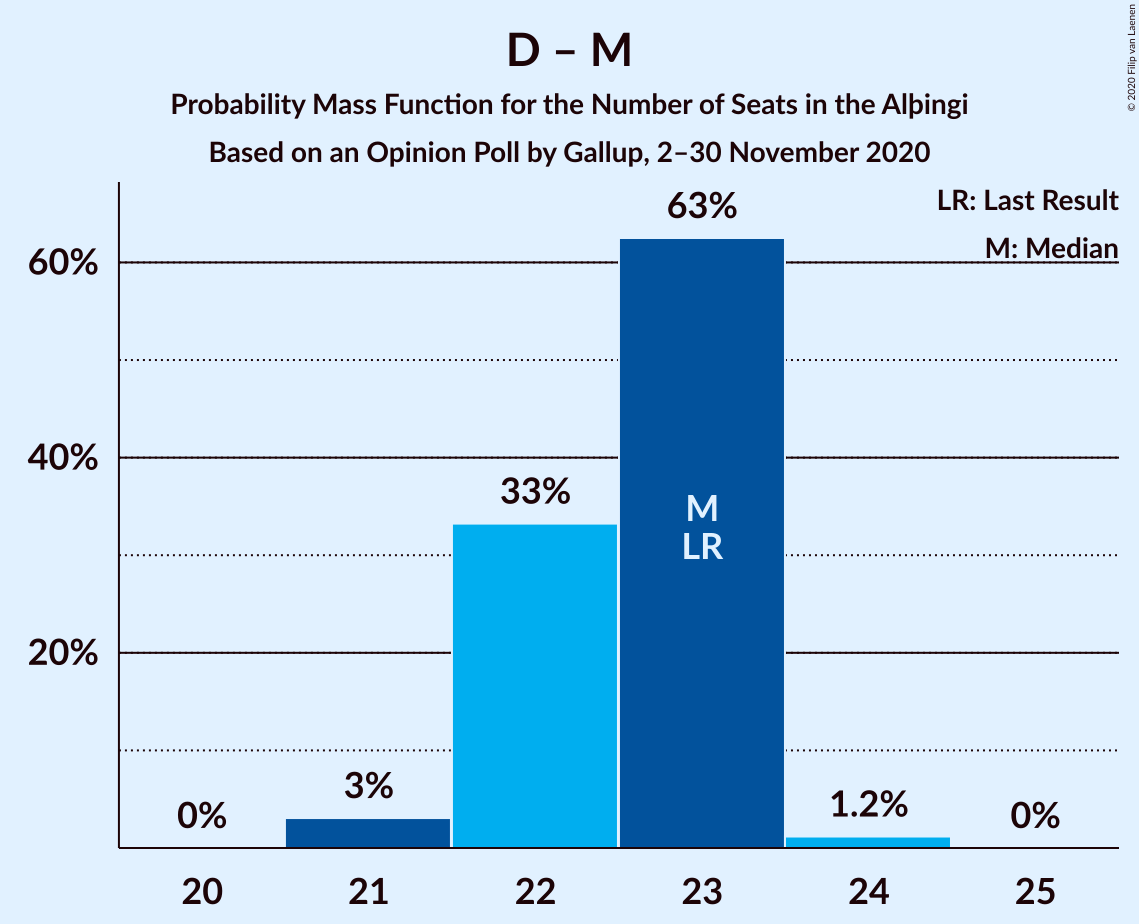 D – M
Probability Mass Function for the Number of Seats in the Alþingi
Based on an Opinion Poll by Gallup, 2–30 November 2020
© 2020 Filip van Laenen
LR: Last Result
M: Median
60%
40%
20%
0%
3%
33%
63%
M
LR
1.2%
0%
20
21
22
23
24
25